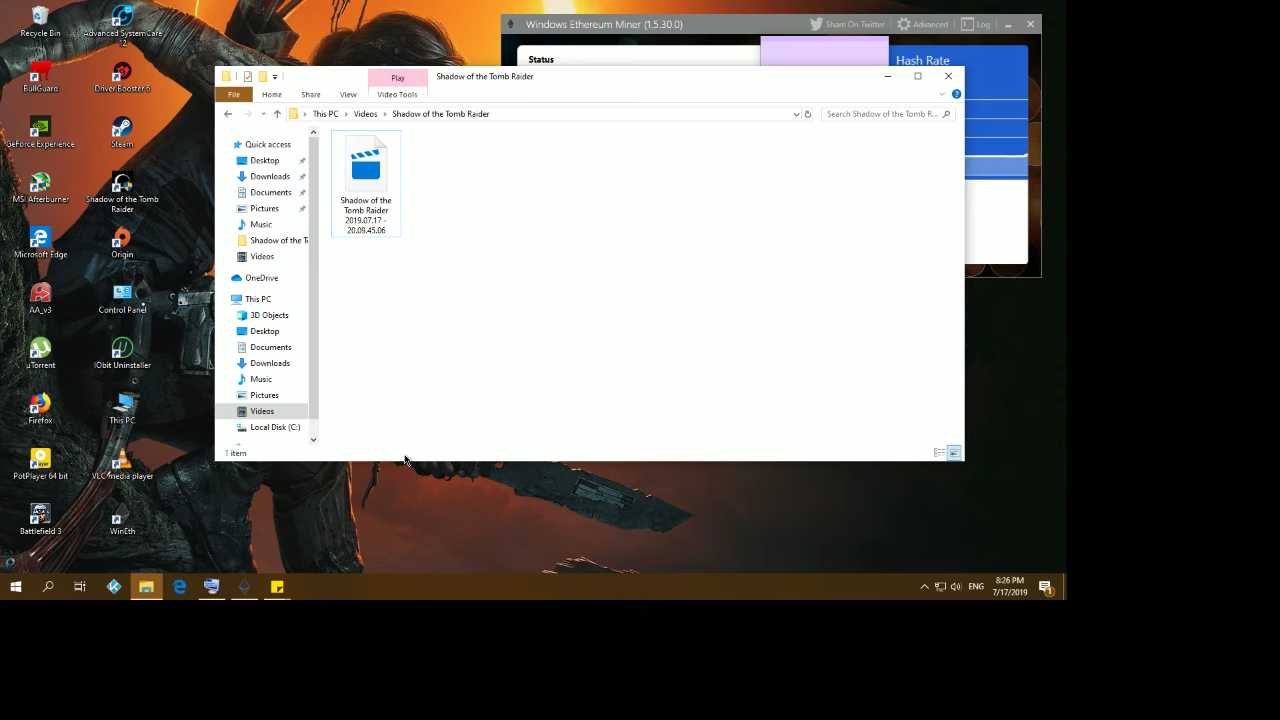 Recycle Bin
Advanced SystemCare
12
BullGuard
Driver Booster 6
GeForce Experience
Steam
MSI Afterburner
Shadow of the Tomb
Raider
Microsoft Edge
Origin
AA_v3
Control Panel
uTorrent
IObit Uninstaller
Firefox
This PC
PotPlayer 64 bit
VLC media player
Battlefield 3
WinEth
Windows Ethereum Miner (1.5.30.0)
Share On Twitter
Advanced
Log
Status
Hash Rate
Play
Shadow of the Tomb Raider
File
Home
Share
View
Video Tools
This PC
Videos
Shadow of the Tomb Raider
Search Shadow of the Tomb R...
Quick access
Desktop
Downloads
Documents
Pictures
Music
Shadow of the T
Videos
OneDrive
This PC
3D Objects
Desktop
Documents
Downloads
Music
Pictures
Videos
Local Disk (C:)
Shadow of the
Tomb Raider
2019.07.17 -
20.09.45.06
1 item
ENG
8:26 PM
7/17/2019